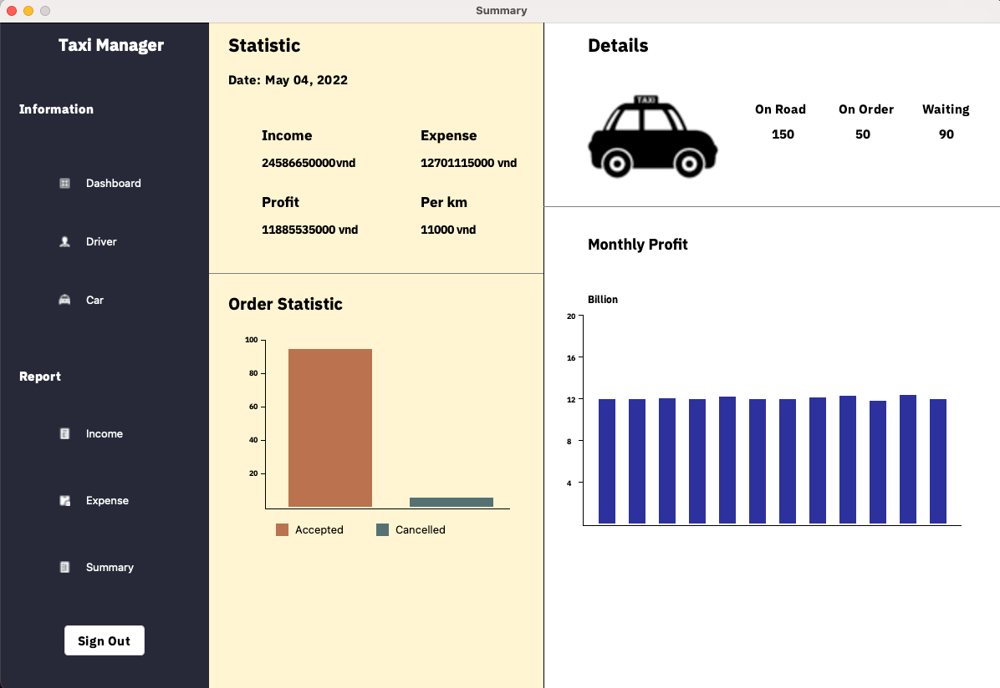 Summary
Taxi Manager
Information
Dashboard
Driver
Car
Report
Income
Expense
Summary
Sign Out
Statistic
Date: May 04, 2022
Income Expense
24586650000vnd 12701115000 vnd
Profit Per km
11885535000 vnd 11000 vnd
Order Statistic
100
80
60
40
20
Accepted Cancelled
Details
TAXI
On Road On Order Waiting
150 50 90
Monthly Profit
Billion
20
16
12
8
4